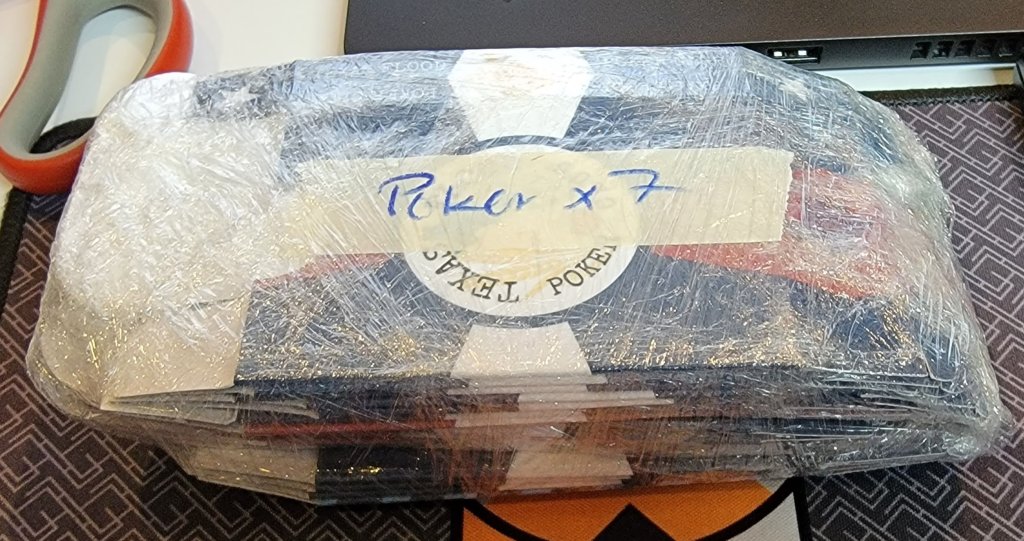 Poker x 7
TEXAS POKER